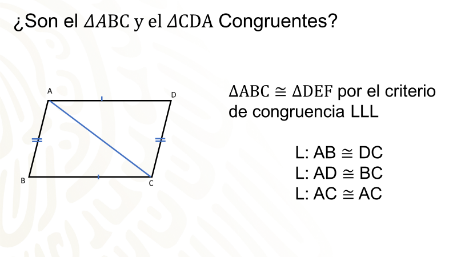 ¿Son el ΔABC y el ΔCDA Congruentes?
A
D
B
C
ΔABC ≅ ΔDEF por el criterio
de congruencia LLL
L: AB ≅ DC
L: AD ≅ BC
L: AC ≅ AC